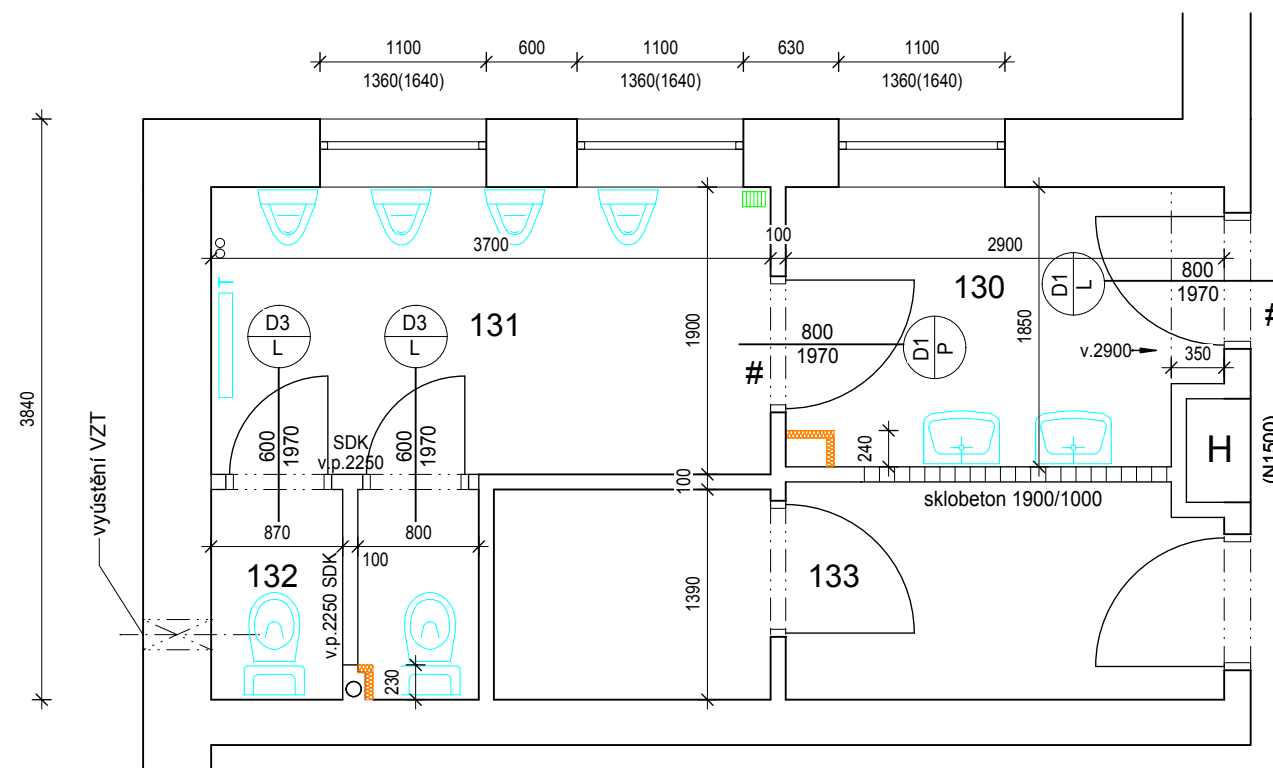 1100
600
1100
630
1100
1360(1640)
1360(1640)
1360(1640)
3700
100
2900
130
D1
L
800
1970
#
D3
L
D3
L
131
1900
800
1970
D1
P
1850
v.2900
350
#
3840
600
1970
SDK
v.p.2250
600
1970
240
H
(N1500)
vyústění VZT
100
sklobeton 1900/1000
870
100
800
132
v.p.2250 SDK
1390
133
230
T